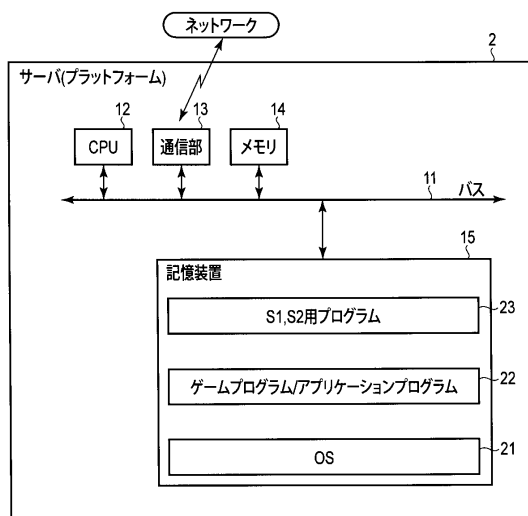 ネットワーク
2
サーバ(プラットフォーム)
12
13
14
CPU
通信部
メモリ
11
バス
15
記憶装置
S1,S2用プログラム
23
ゲームプログラム/アプリケーションプログラム
22
OS
21